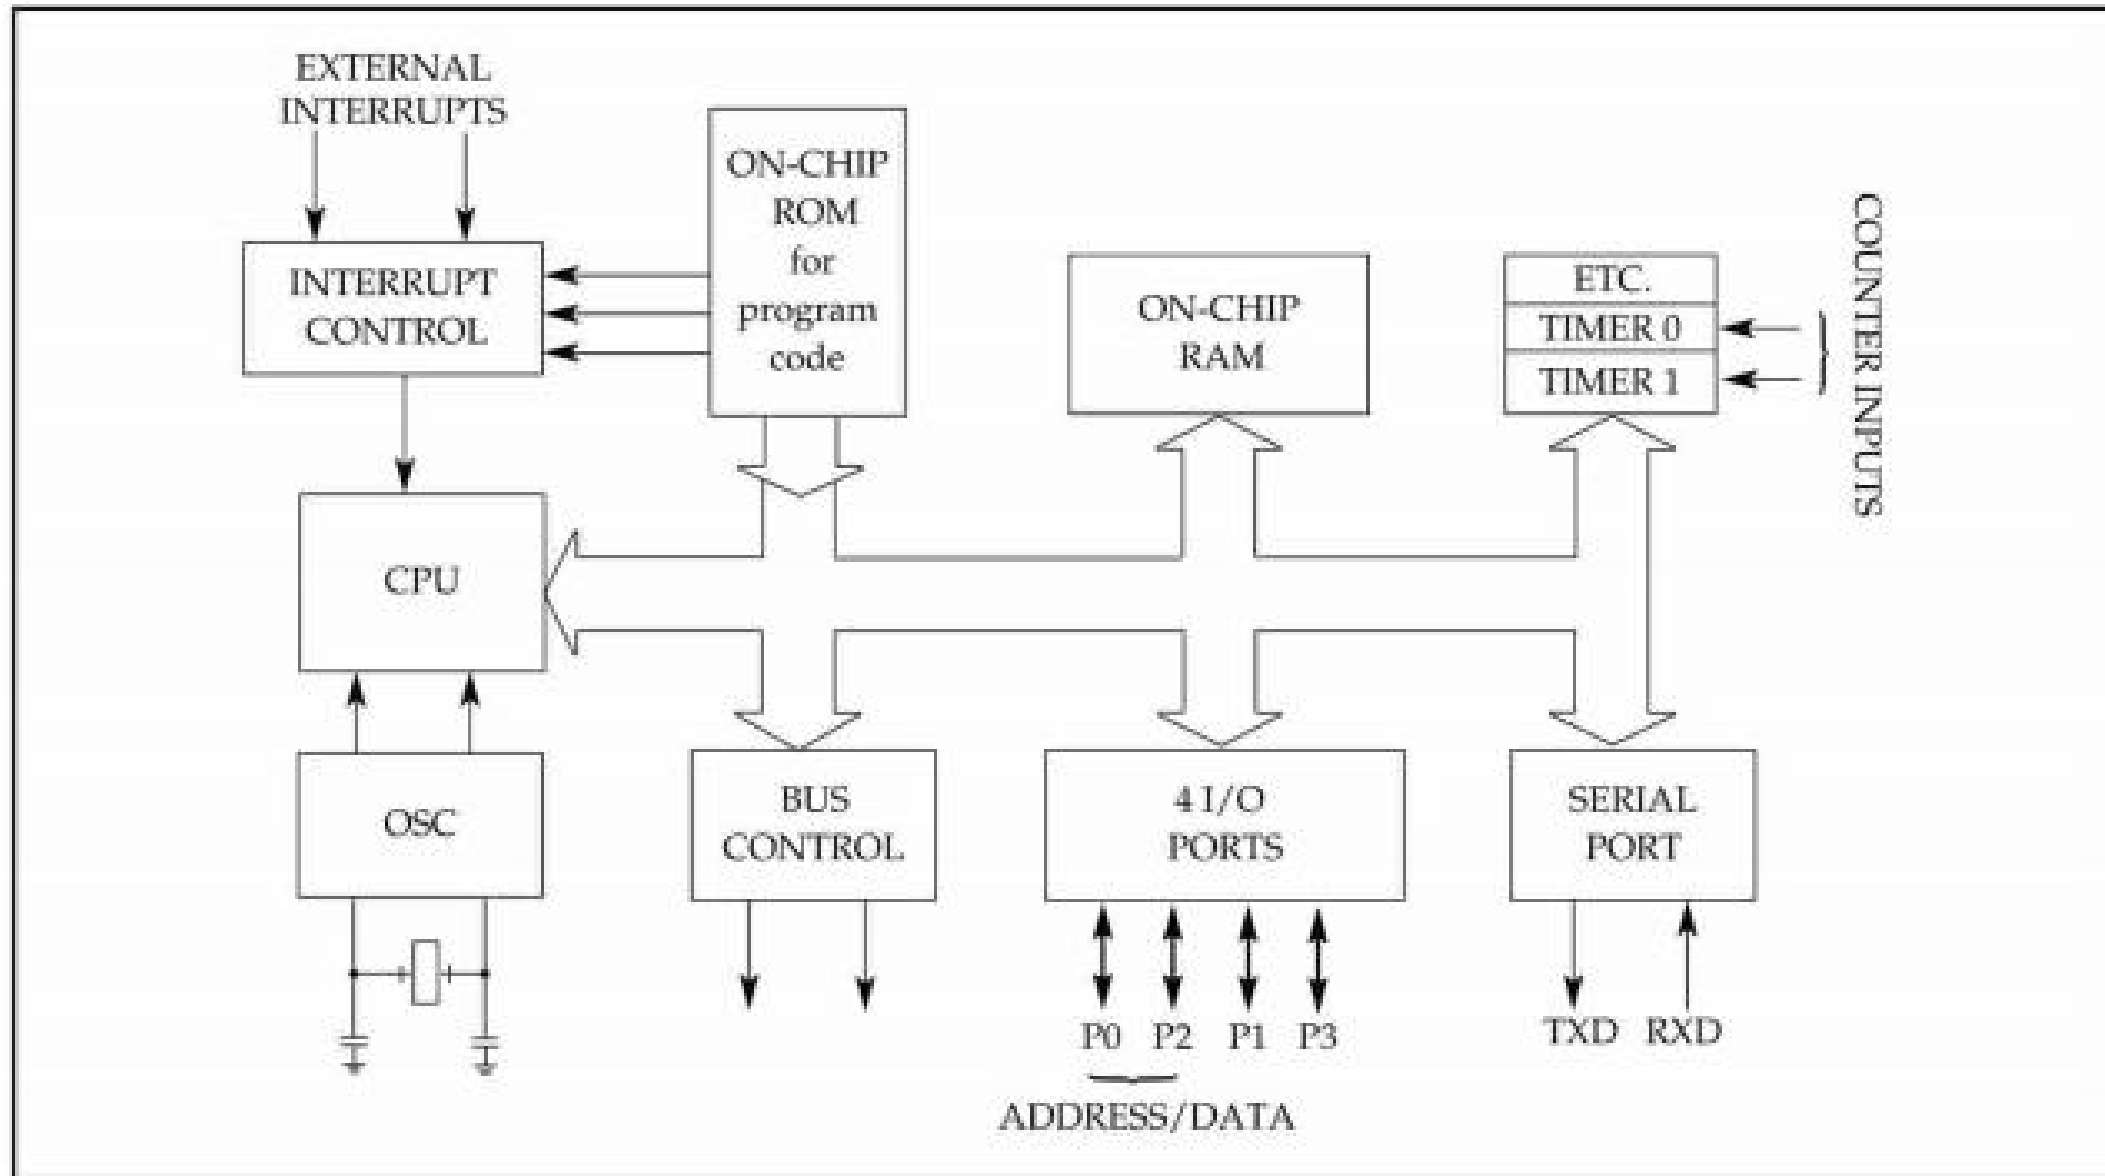 EXTERNAL
INTERRUPTS
INTERRUPT
CONTROL
ON-CHIP
ROM
for
program
code
ON-CHIP
RAM
ETC.
TIMER 0
TIMER 1
COUNTER INPUTS
CPU
OSC
BUS
CONTROL
4 I/O
PORTS
SERIAL
PORT
P0 P2 P1 P3
TXD RXD
ADDRESS/DATA